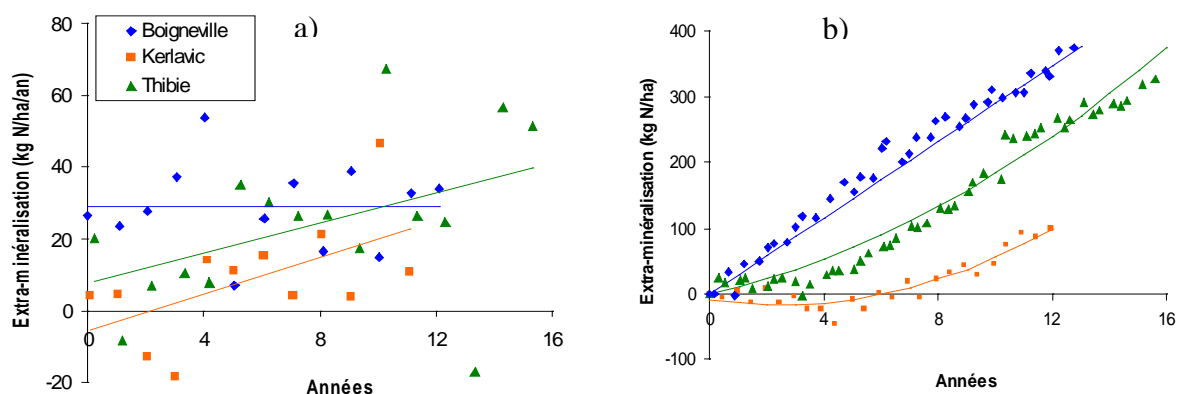 a)
Boigneville
Kerlavic
Thibie
Extra-m inéralisation (kg N/ha/an)
80
60
40
20
0
-20
0
4
8
12
16
Années
b)
Extra-minéralisation (kg N/ha)
400
300
200
100
0
-100
0
4
8
12
16
Années